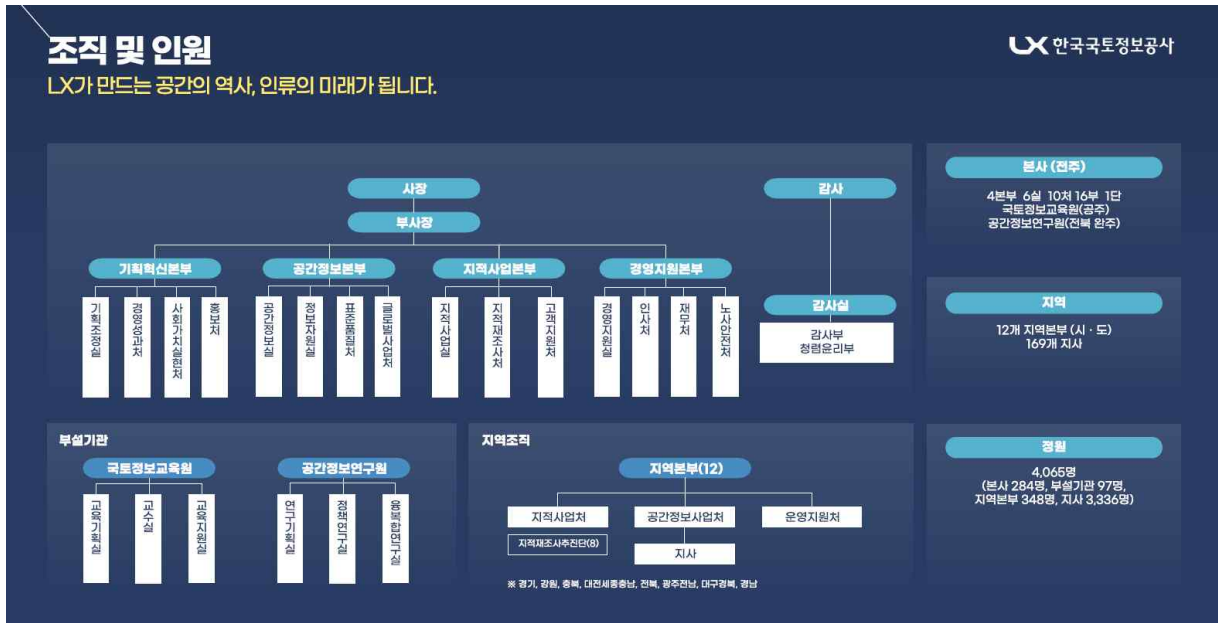 조직 및 인원
LX 한국국토정보공사
LX가 만드는 공간의 역사, 인류의 미래가 됩니다.
사장
부사장
감사
기획혁신본부
공간정보본부
지적사업본부
경영지원본부
기획조정실
경영성과처
사회가치실현처
홍보처
공간정보실
정보자원실
표준품질처
글로벌사업처
지적사업실
지적재조사처
고객지원처
경영지원실
인사처
재무처
노사안전처
감사실
감사부
청렴윤리부
본사 (전주)
4본부 6실 10처 16부 1단
국토정보교육원(공주)
공간정보연구원(전북 완주)
지역
12개 지역본부 (시 · 도)
169개 지사
부설기관
국토정보교육원
공간정보연구원
교육기획실
교수실
교육지원실
연구기획실
정책연구실
융복합연구실
지역조직
지역본부(12)
지적사업처
공간정보사업처
운영지원처
지적재조사추진단(8)
지사
※ 경기, 강원, 충북, 대전세종충남, 전북, 광주전남, 대구경북, 경남
정원
4,065명
(본사 284명, 부설기관 97명,
지역본부 348명, 지사 3,336명)